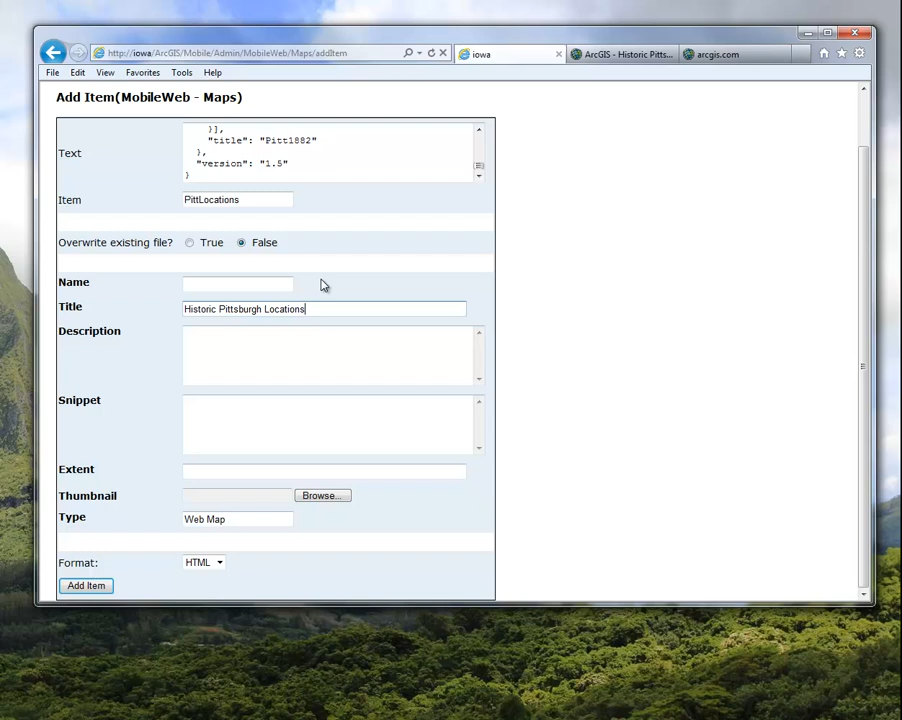 http://iowa/ArcGIS/Mobile/Admin/MobileWeb/Maps/addItem
iowa
ArcGIS - Historic Pitts...
arcgis.com
File Edit View Favorites Tools Help
Add Item(MobileWeb - Maps)
Text
}],
"title": "Pitt1882"
},
"version": "1.5"
}
Item PittLocations
Overwrite existing file? True False
Name
Title Historic Pittsburgh Locations
Description
Snippet
Extent
Thumbnail Browse...
Type Web Map
Format: HTML
Add Item